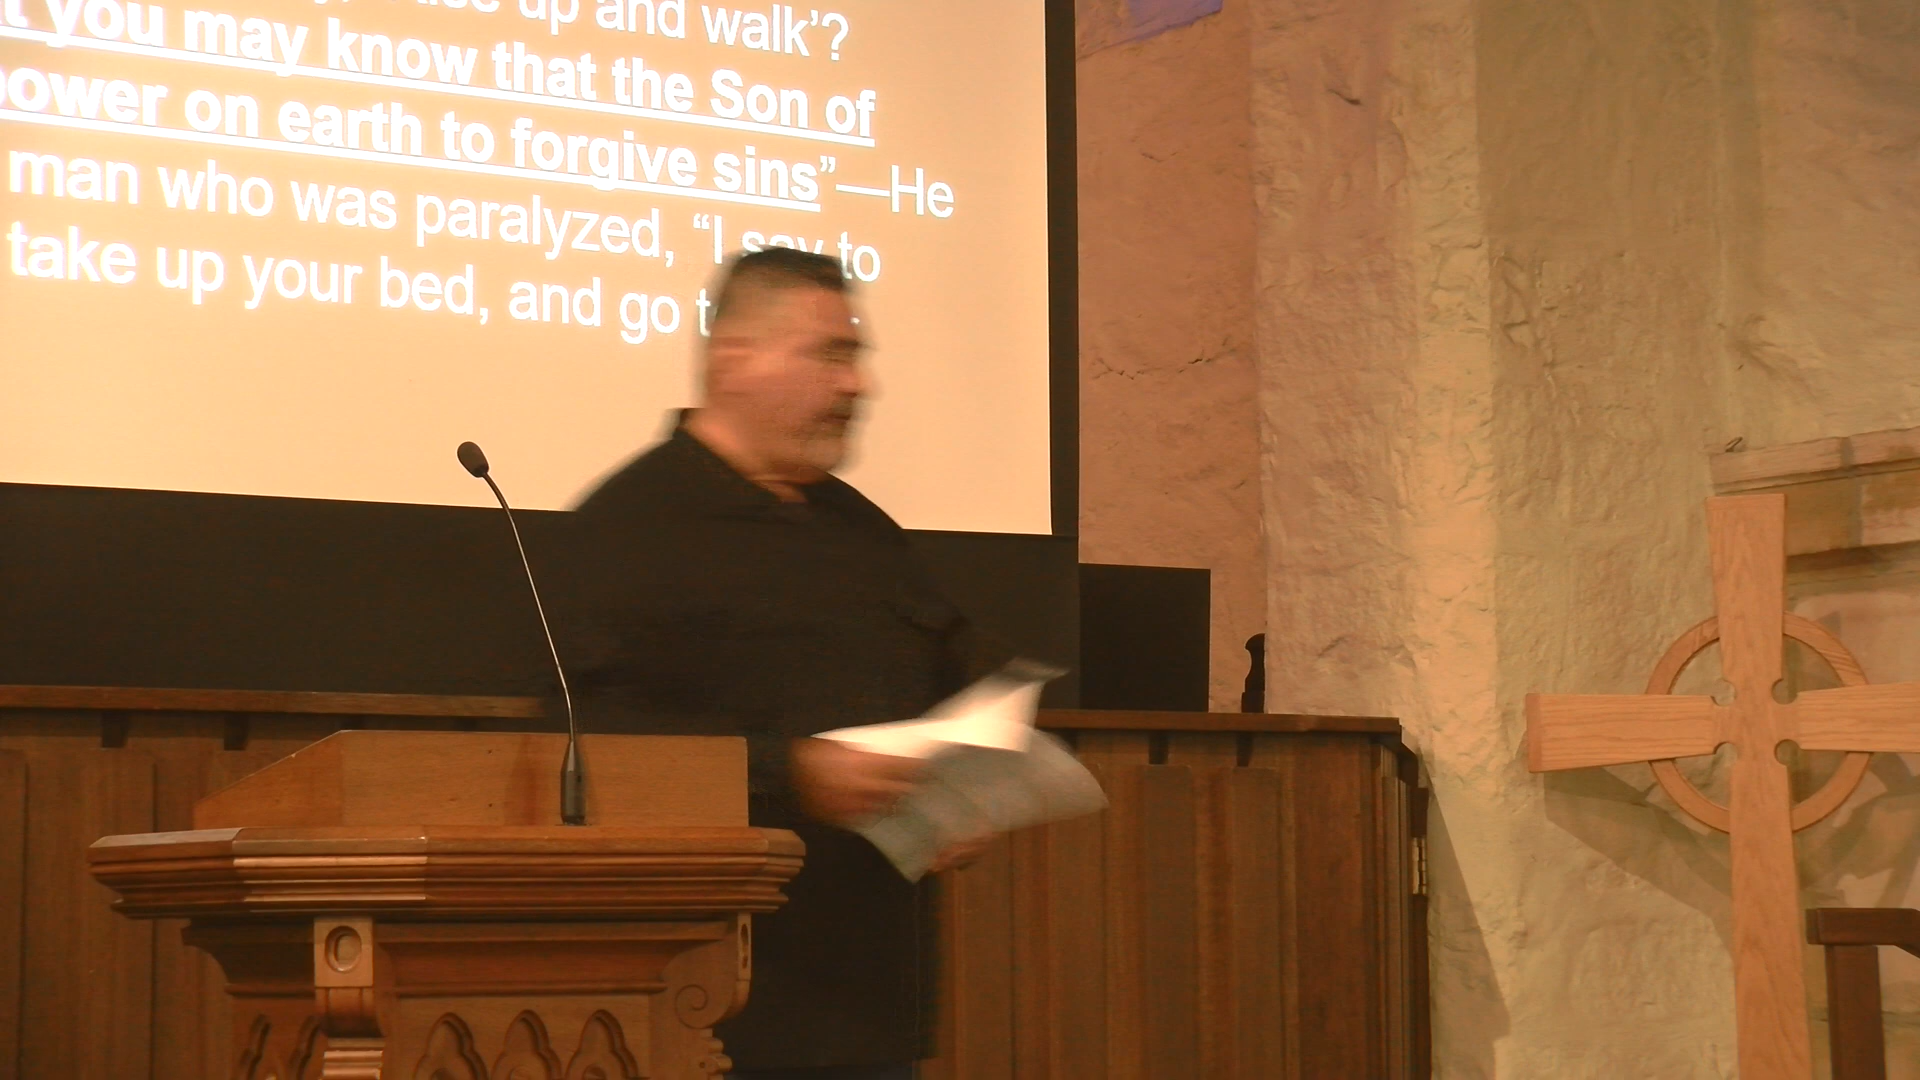 up and walk’?
you may know that the Son of
power on earth to forgive sins”—He
man who was paralyzed, “I say to
take up your bed, and go